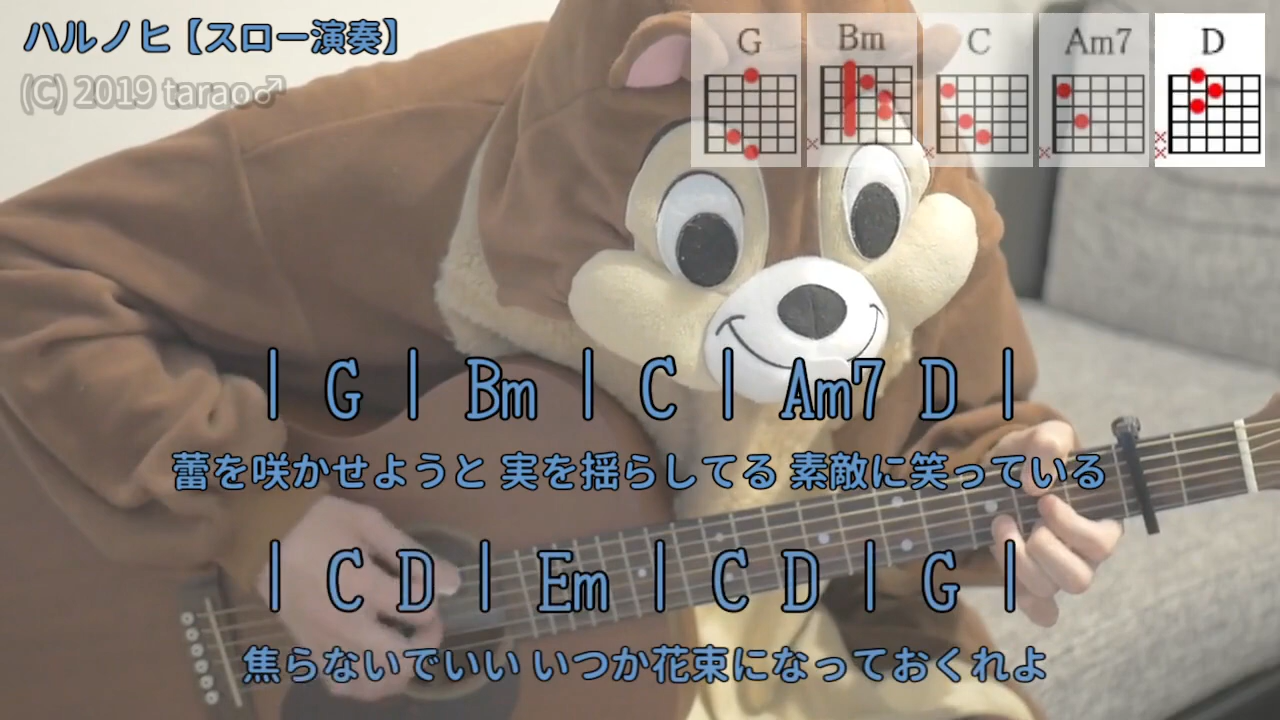 ハルノヒ【スロー演奏】
(C) 2019 tarao♂
G Bm C Am7 D
| G | Bm | C | Am7 D |
蕾を咲かせようと 実を揺らしてる 素敵に笑っている
| C D | Em | C D | G |
焦らないでいい いつか花束になっておくれよ